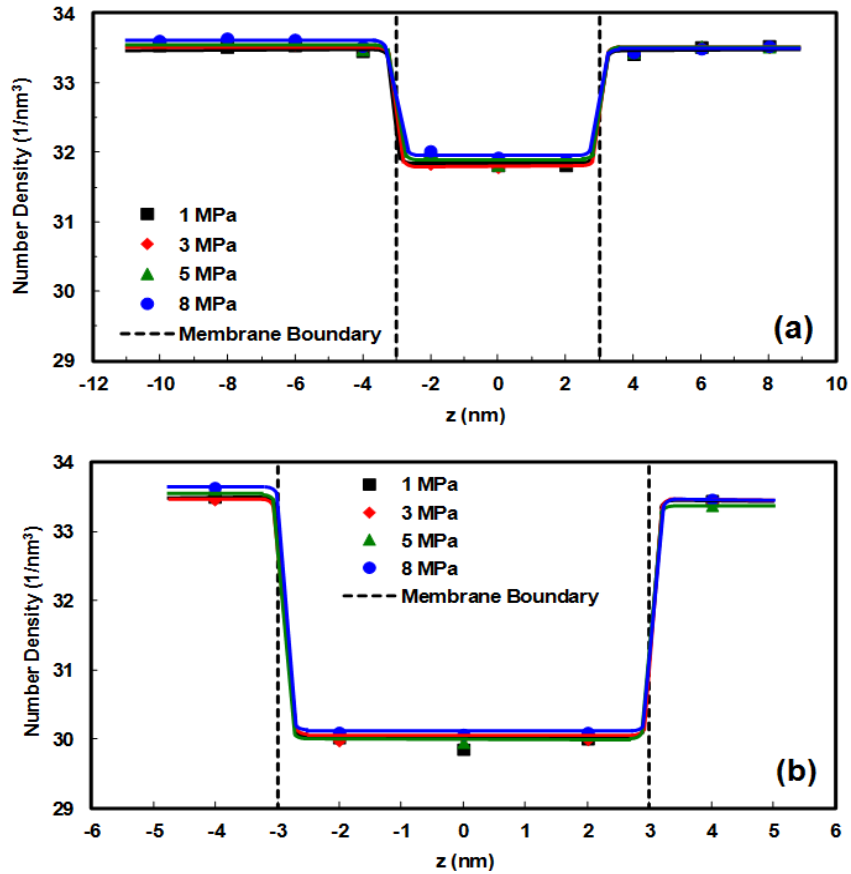 34
33
32
31
30
29
Number Density (1/nm³)
1 MPa
3 MPa
5 MPa
8 MPa
Membrane Boundary
(a)
-12 -10 -8 -6 -4 -2 0 2 4 6 8 10
z (nm)
34
33
32
31
30
29
Number Density (1/nm³)
1 MPa
3 MPa
5 MPa
8 MPa
Membrane Boundary
(b)
-6 -5 -4 -3 -2 -1 0 1 2 3 4 5 6
z (nm)